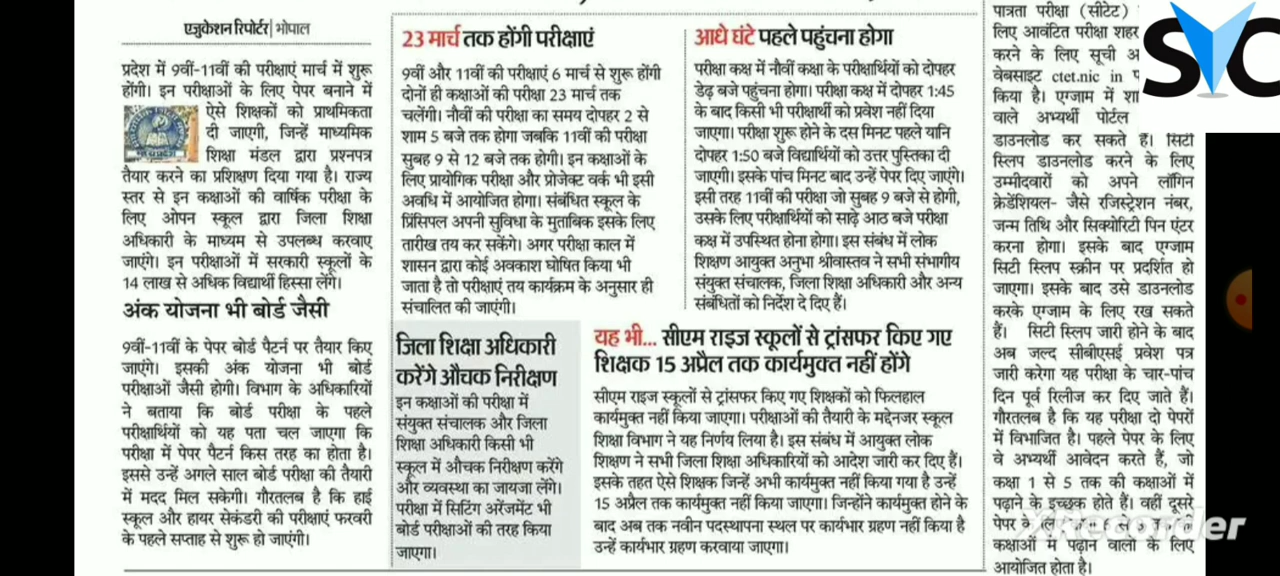 एजुकेशन रिपोर्टर| भोपाल
प्रदेश में 9वीं-11वीं की परीक्षाएं मार्च में शुरू
होंगी। इन परीक्षाओं के लिए पेपर बनाने में
ऐसे शिक्षकों को प्राथमिकता
दी जाएगी, जिन्हें माध्यमिक
शिक्षा मंडल द्वारा प्रश्नपत्र
तैयार करने का प्रशिक्षण दिया गया है। राज्य
स्तर से इन कक्षाओं की वार्षिक परीक्षा के
लिए ओपन स्कूल द्वारा जिला शिक्षा
अधिकारी के माध्यम से उपलब्ध करवाए
जाएंगे। इन परीक्षाओं में सरकारी स्कूलों के
14 लाख से अधिक विद्यार्थी हिस्सा लेंगे।
अंक योजना भी बोर्ड जैसी
9वीं-11वीं के पेपर बोर्ड पैटर्न पर तैयार किए
जाएंगे। इसकी अंक योजना भी बोर्ड
परीक्षाओं जैसी होगी। विभाग के अधिकारियों
ने बताया कि बोर्ड परीक्षा के पहले
परीक्षार्थियों को यह पता चल जाएगा कि
परीक्षा में पेपर पैटर्न किस तरह का होता है।
इससे उन्हें अगले साल बोर्ड परीक्षा की तैयारी
में मदद मिल सकेगी। गौरतलब है कि हाई
स्कूल और हायर सेकंडरी की परीक्षाएं फरवरी
के पहले सप्ताह से शुरू हो जाएंगी।
23 मार्च तक होंगी परीक्षाएं
9वीं और 11वीं की परीक्षाएं 6 मार्च से शुरू होंगी
दोनों ही कक्षाओं की परीक्षा 23 मार्च तक
चलेंगी। नौवीं की परीक्षा का समय दोपहर 2 से
शाम 5 बजे तक होगा जबकि 11वीं की परीक्षा
सुबह 9 से 12 बजे तक होगी। इन कक्षाओं के
लिए प्रायोगिक परीक्षा और प्रोजेक्ट वर्क भी इसी
अवधि में आयोजित होगा। संबंधित स्कूल के
प्रिंसिपल अपनी सुविधा के मुताबिक इसके लिए
तारीख तय कर सकेंगे। अगर परीक्षा काल में
शासन द्वारा कोई अवकाश घोषित किया भी
जाता है तो परीक्षाएं तय कार्यक्रम के अनुसार ही
संचालित की जाएंगी।
जिला शिक्षा अधिकारी
करेंगे औचक निरीक्षण
इन कक्षाओं की परीक्षा में
संयुक्त संचालक और जिला
शिक्षा अधिकारी किसी भी
स्कूल में औचक निरीक्षण करेंगे
और व्यवस्था का जायजा लेंगे।
परीक्षा में सिटिंग अरेंजमेंट भी
बोर्ड परीक्षाओं की तरह किया
जाएगा।
आधे घंटे पहले पहुंचना होगा
परीक्षा कक्ष में नौवीं कक्षा के परीक्षार्थियों को दोपहर
डेढ़ बजे पहुंचना होगा। परीक्षा कक्ष में दोपहर 1:45
के बाद किसी भी परीक्षार्थी को प्रवेश नहीं दिया
जाएगा। परीक्षा शुरू होने के दस मिनट पहले यानि
दोपहर 1:50 बजे विद्यार्थियों को उत्तर पुस्तिका दी
जाएगी। इसके पांच मिनट बाद उन्हें पेपर दिए जाएंगे।
इसी तरह 11वीं की परीक्षा जो सुबह 9 बजे से होगी,
उसके लिए परीक्षार्थियों को साढ़े आठ बजे परीक्षा
कक्ष में उपस्थित होना होगा। इस संबंध में लोक
शिक्षण आयुक्त अनुभा श्रीवास्तव ने सभी संभागीय
संयुक्त संचालक, जिला शिक्षा अधिकारी और अन्य
संबंधितों को निर्देश दे दिए हैं।
यह भी... सीएम राइज स्कूलों से ट्रांसफर किए गए
शिक्षक 15 अप्रैल तक कार्यमुक्त नहीं होंगे
सीएम राइज स्कूलों से ट्रांसफर किए गए शिक्षकों को फिलहाल
कार्यमुक्त नहीं किया जाएगा। परीक्षाओं की तैयारी के मद्देनजर स्कूल
शिक्षा विभाग ने यह निर्णय लिया है। इस संबंध में आयुक्त लोक
शिक्षण ने सभी जिला शिक्षा अधिकारियों को आदेश जारी कर दिए हैं।
इसके तहत ऐसे शिक्षक जिन्हें अभी कार्यमुक्त नहीं किया गया है उन्हें
15 अप्रैल तक कार्यमुक्त नहीं किया जाएगा। जिन्होंने कार्यमुक्त होने के
बाद अब तक नवीन पदस्थापना स्थल पर कार्यभार ग्रहण नहीं किया है
उन्हें कार्यभार ग्रहण करवाया जाएगा।
पात्रता परीक्षा (सीटेट)
लिए आवंटित परीक्षा शहर
करने के लिए सूची
वेबसाइट ctet.nic in
किया है। एग्जाम में
वाले अभ्यर्थी पोर्टल
डाउनलोड कर सकते हैं। सिटी
स्लिप डाउनलोड करने के लिए
उम्मीदवारों को अपने लॉगिन
क्रेडेंशियल- जैसे रजिस्ट्रेशन नंबर,
जन्म तिथि और सिक्योरिटी पिन एंटर
करना होगा। इसके बाद एग्जाम
सिटी स्लिप स्क्रीन पर प्रदर्शित हो
जाएगा। इसके बाद उसे डाउनलोड
करके एग्जाम के लिए रख सकते
हैं। सिटी स्लिप जारी होने के बाद
अब जल्द सीबीएसई प्रवेश पत्र
जारी करेगा यह परीक्षा के चार-पांच
दिन पूर्व रिलीज कर दिए जाते हैं।
गौरतलब है कि यह परीक्षा दो पेपरों
में विभाजित है। पहले पेपर के लिए
वे अभ्यर्थी आवेदन करते हैं, जो
कक्षा 1 से 5 तक की कक्षाओं में
पढ़ाने के इच्छुक होते हैं। वहीं दूसरे
पेपर के
कक्षाओं में पढ़ाने वालों के लिए
आयोजित होता है।
SYC
XRecorder